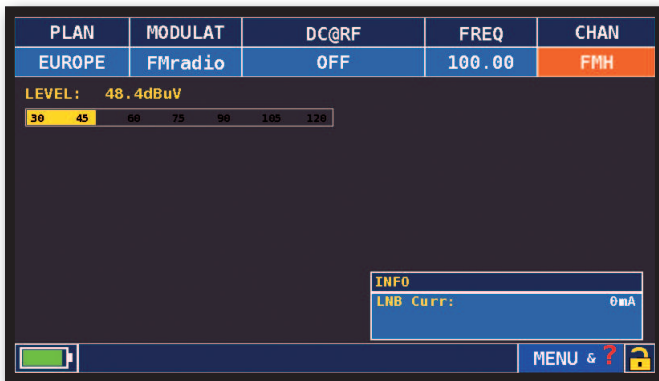 PLAN MODULAT DC@RF FREQ CHAN
EUROPE FMradio OFF 100.00 FMH
LEVEL: 48.4dBuV
30 45 60 75 90 105 120
INFO
LNB Curr: 0mA
MENU & ?